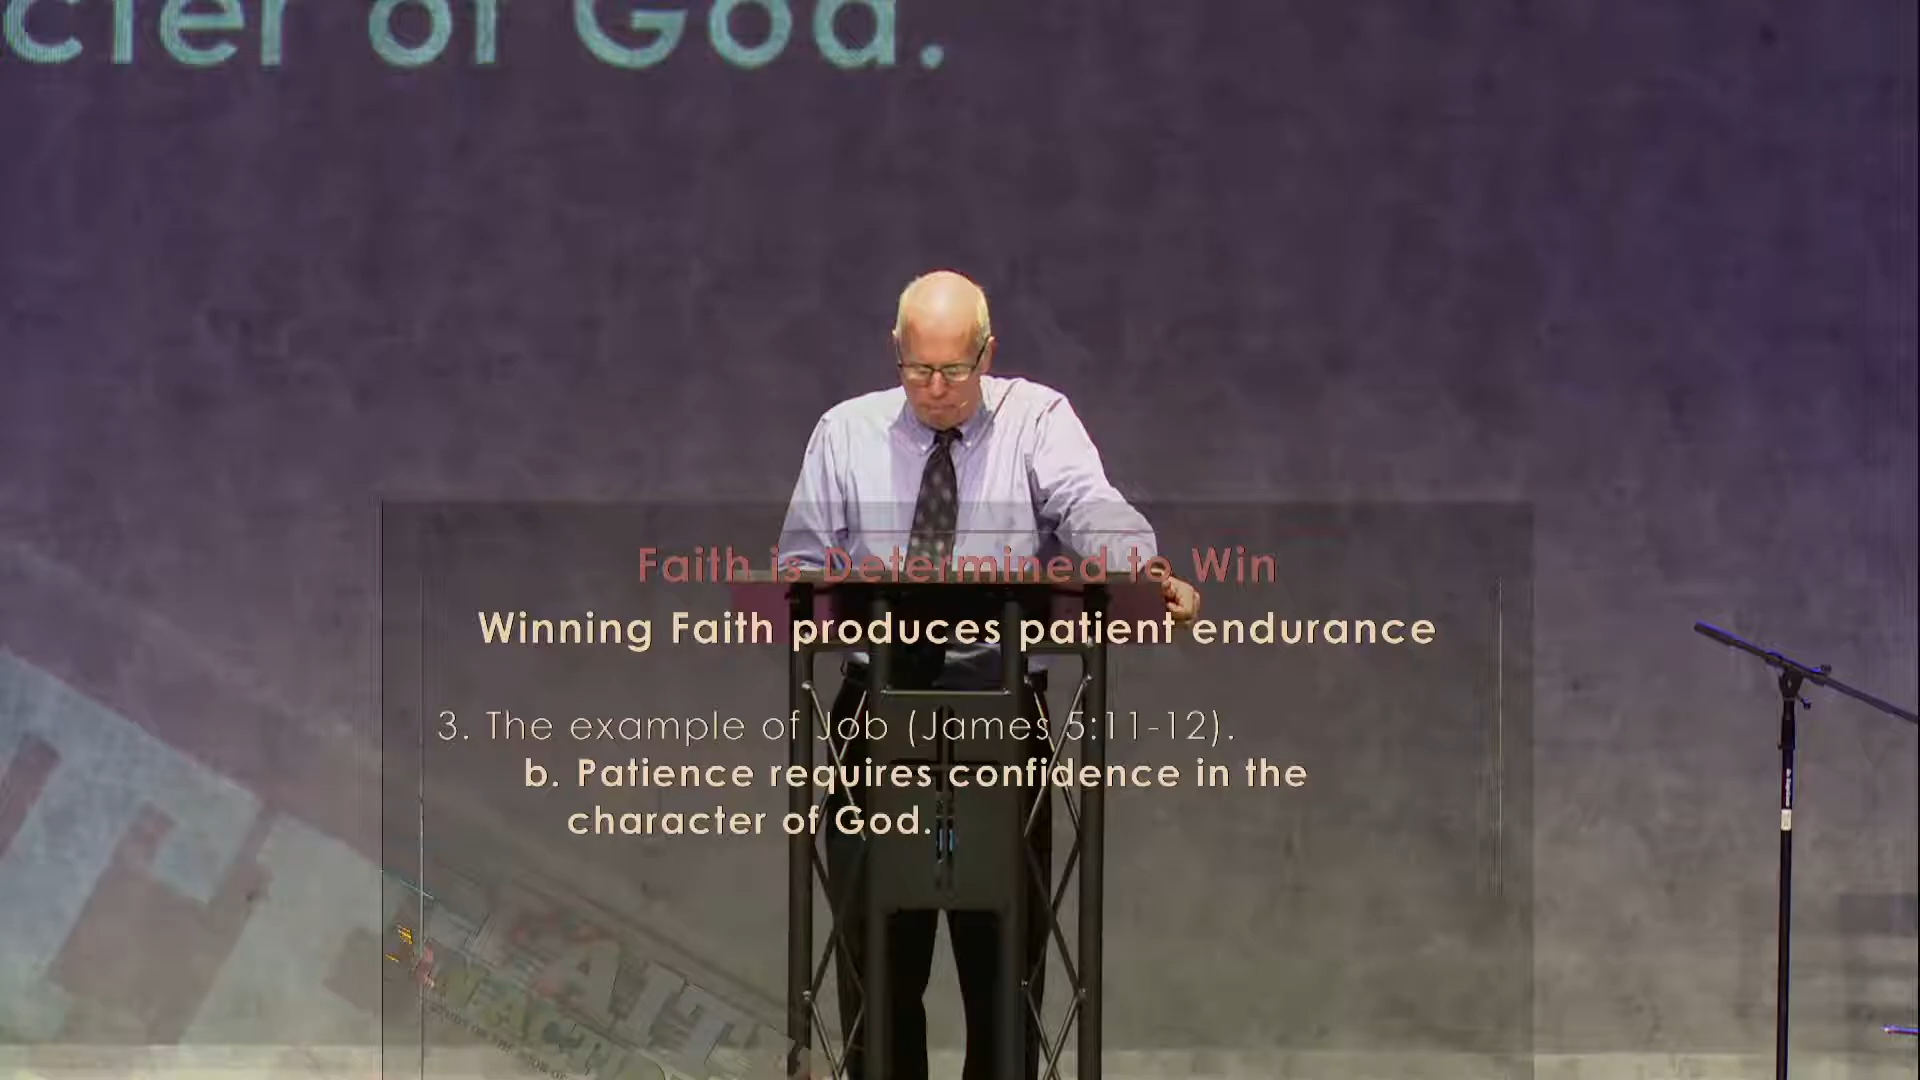 cter of God.
Faith is Determined to Win
Winning Faith produces patient endurance
3. The example of Job (James 5:11-12).
b. Patience requires confidence in the
character of God.